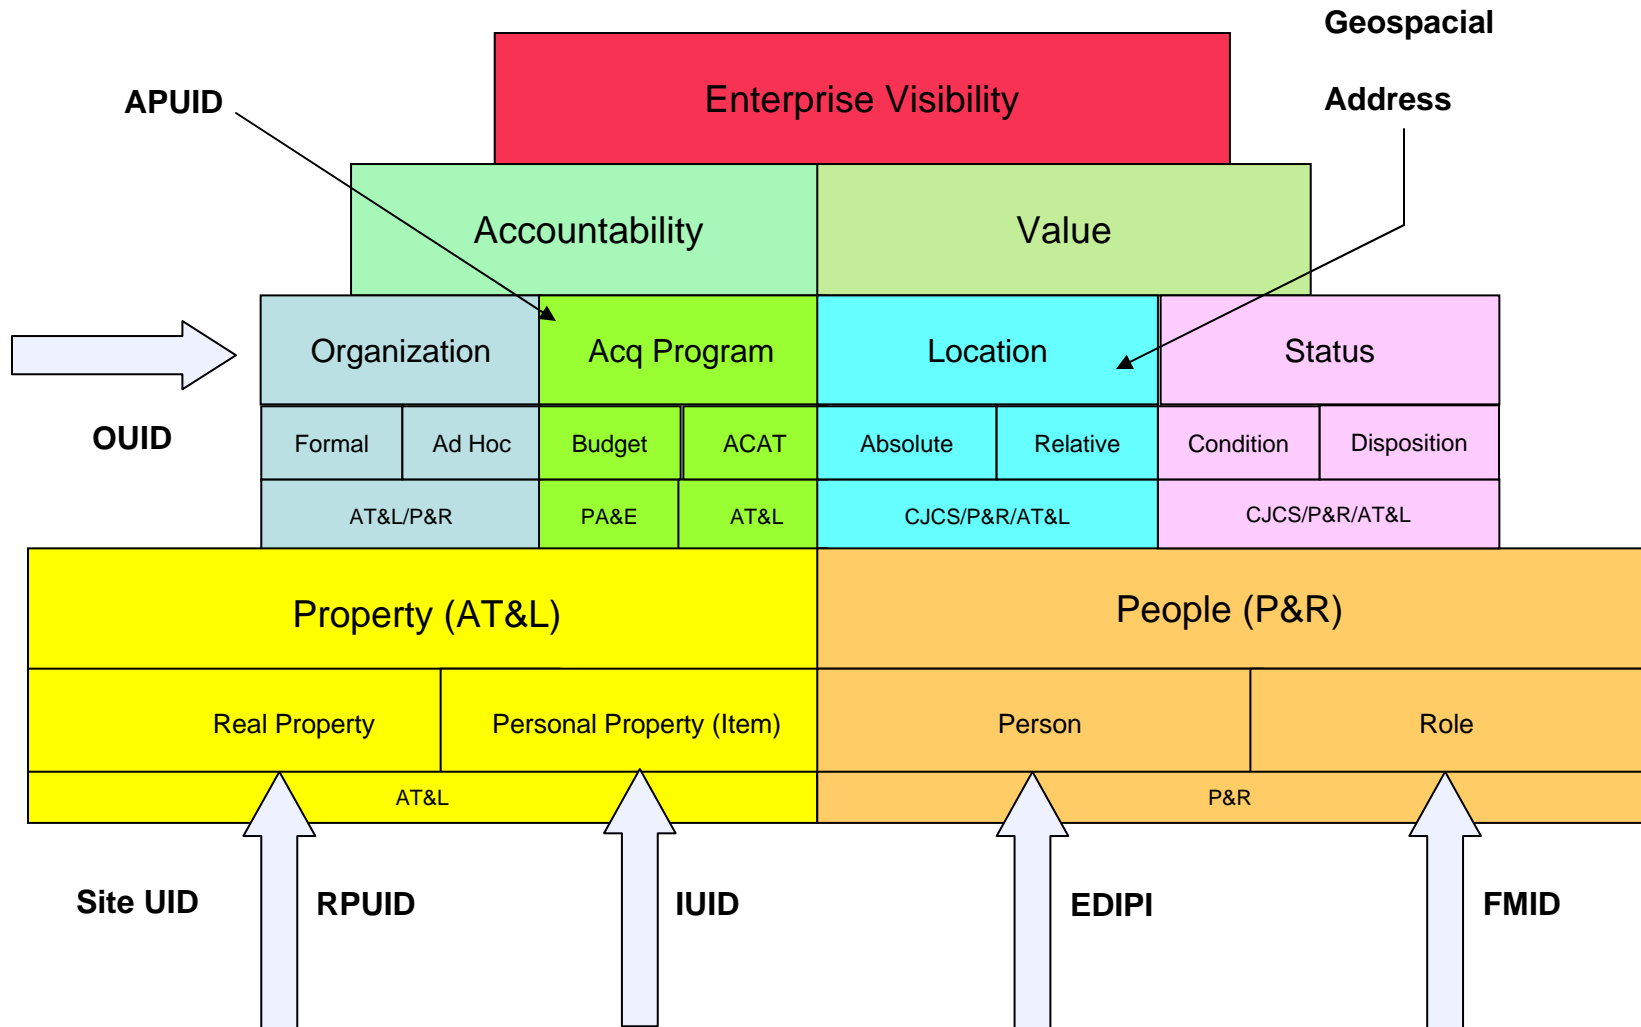 Geospacial
Address
APUID
Enterprise Visibility
Accountability
Value
Organization
Acq Program
Location
Status
OUID
Formal
Ad Hoc
Budget
ACAT
Absolute
Relative
Condition
Disposition
AT&L/P&R
PA&E
AT&L
CJCS/P&R/AT&L
CJCS/P&R/AT&L
Property (AT&L)
People (P&R)
Real Property
Personal Property (Item)
Person
Role
AT&L
P&R
Site UID
RPUID
IUID
EDIPI
FMID